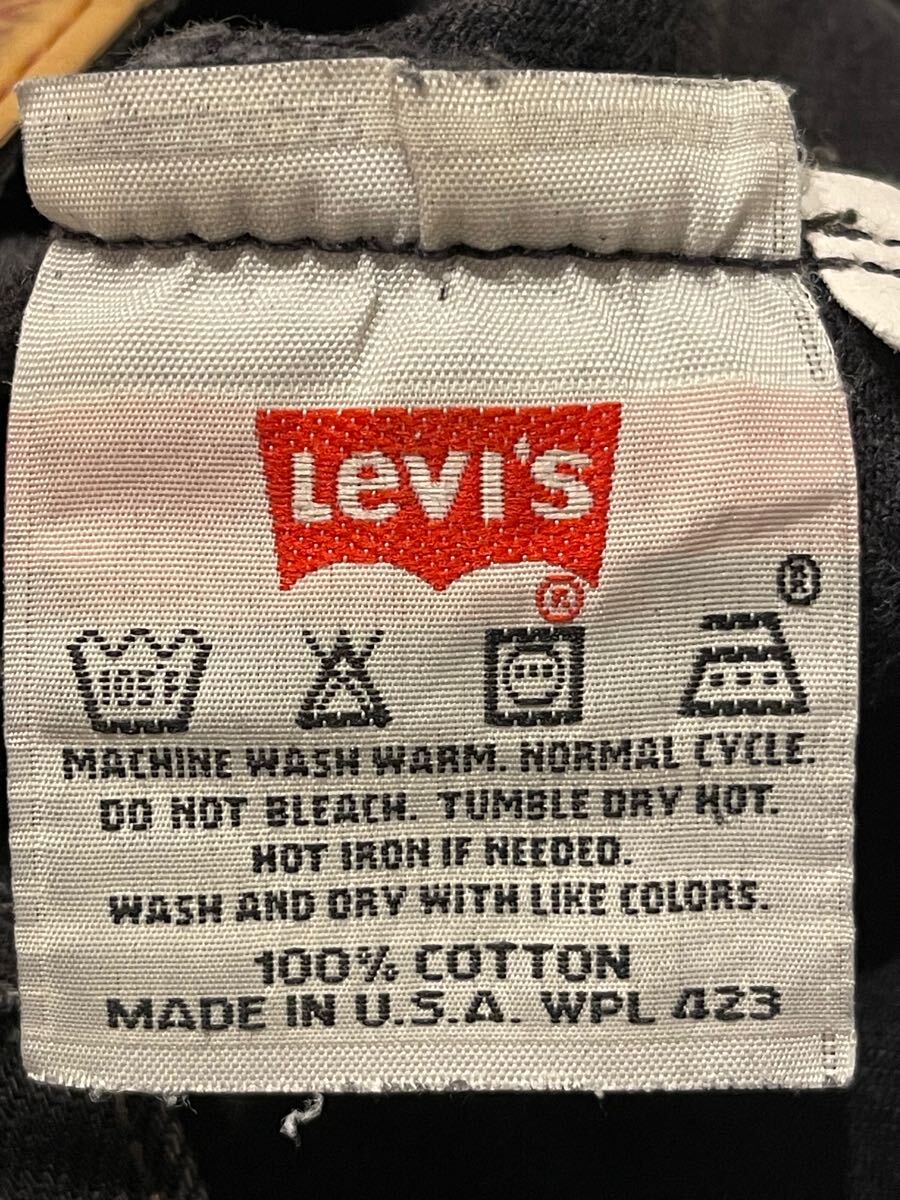 Levi's
®
®
105°F
MACHINE WASH WARM. NORMAL CYCLE.
DO NOT BLEACH. TUMBLE DRY HOT.
HOT IRON IF NEEDED.
WASH AND DRY WITH LIKE COLORS.
100% COTTON
MADE IN U.S.A. WPL 423